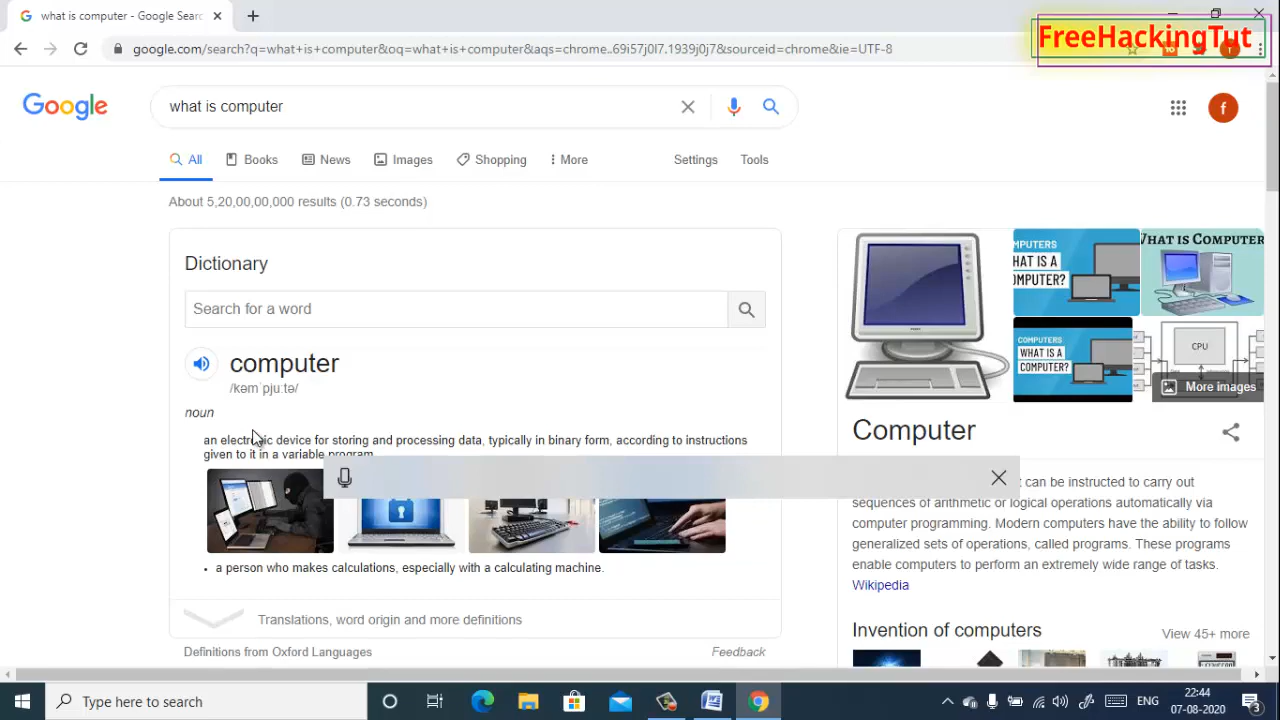 what is computer - Google Searc
google.com/search?q=what+is+computer&oq=what+is+computer&aqs=chrome..69i57j0l7.1939j0j7&sourceid=chrome&ie=UTF-8
FreeHackingTut
Google
what is computer
f
All
Books
News
Images
Shopping
More
Settings
Tools
About 5,20,00,00,000 results (0.73 seconds)
Dictionary
Search for a word
computer
/kəmˈpjuːtə/
noun
an electronic device for storing and processing data, typically in binary form, according to instructions
given to it in a variable program.
a person who makes calculations, especially with a calculating machine.
Translations, word origin and more definitions
Definitions from Oxford Languages
Feedback
OMPUTERS
HAT IS A
OMPUTER?
WHAT IS COMPUTER
COMPUTERS
WHAT IS A
COMPUTER?
CPU
More images
Computer
t can be instructed to carry out
sequences of arithmetic or logical operations automatically via
computer programming. Modern computers have the ability to follow
generalized sets of operations, called programs. These programs
enable computers to perform an extremely wide range of tasks.
Wikipedia
Invention of computers
View 45+ more
Type here to search
ENG
22:44
07-08-2020
3